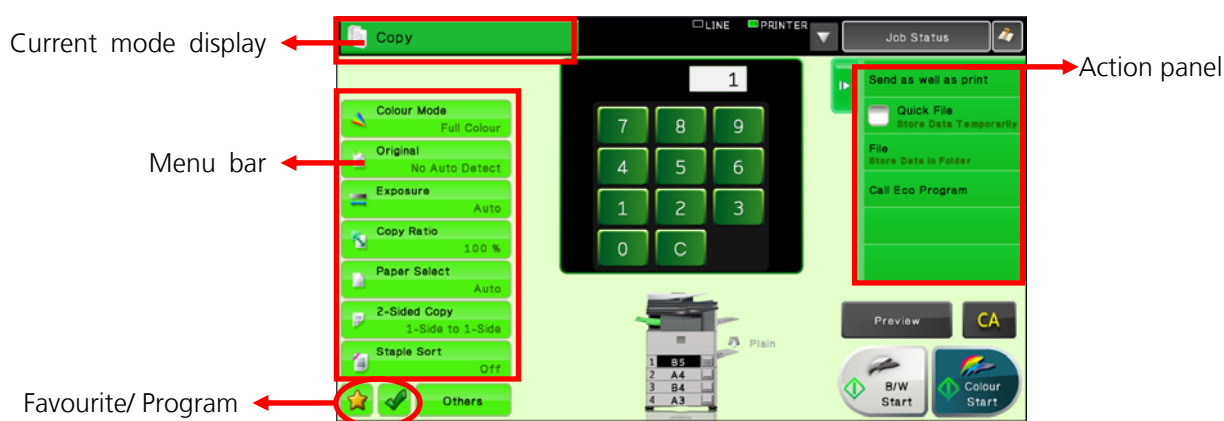 Current mode display
Copy
LINE PRINTER
Job Status
Action panel
1
Send as well as print
Quick File
Store Data Temporarily
File
Store Data in Folder
Call Eco Program
Menu bar
Colour Mode
Full Colour
Original
No Auto Detect
Exposure
Auto
Copy Ratio
100 %
Paper Select
Auto
2-Sided Copy
1-Side to 1-Side
Staple Sort
Off
7 8 9
4 5 6
1 2 3
0 C
Plain
1 B5
2 A4
3 B4
4 A3
Preview
CA
B/W
Start
Colour
Start
Favourite/ Program
Others